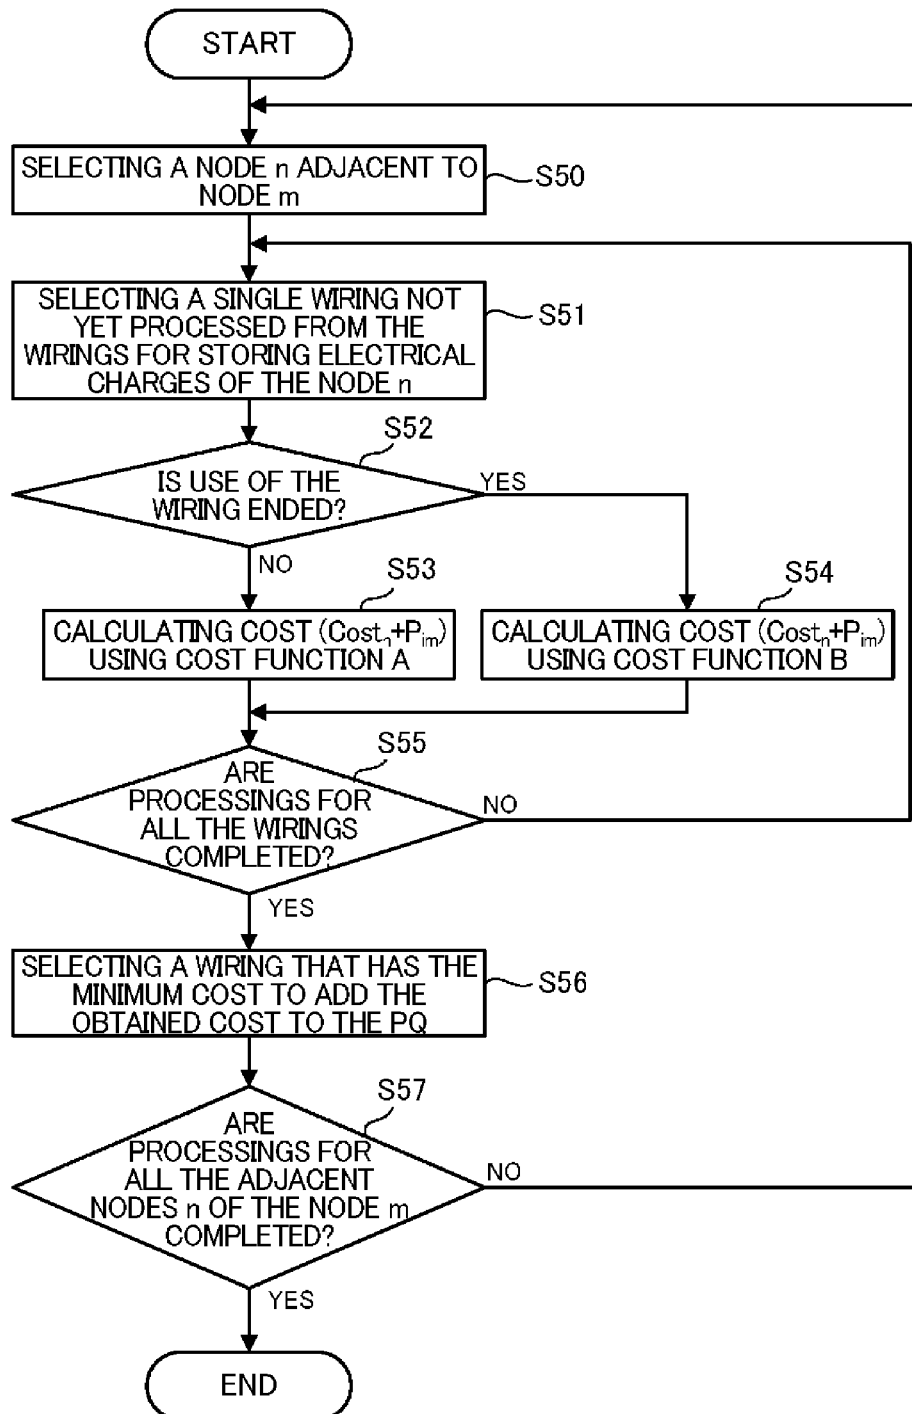 START
SELECTING A NODE n ADJACENT TO
NODE m
S50
SELECTING A SINGLE WIRING NOT
YET PROCESSED FROM THE
WIRINGS FOR STORING ELECTRICAL
CHARGES OF THE NODE n
S51
S52
IS USE OF THE
WIRING ENDED?
YES
NO
S53
CALCULATING COST (Costn+Pim)
USING COST FUNCTION A
S54
CALCULATING COST (Costn+Pim)
USING COST FUNCTION B
S55
ARE
PROCESSINGS FOR
ALL THE WIRINGS
COMPLETED?
NO
YES
SELECTING A WIRING THAT HAS THE
MINIMUM COST TO ADD THE
OBTAINED COST TO THE PQ
S56
S57
ARE
PROCESSINGS FOR
ALL THE ADJACENT
NODES n OF THE NODE m
COMPLETED?
NO
YES
END